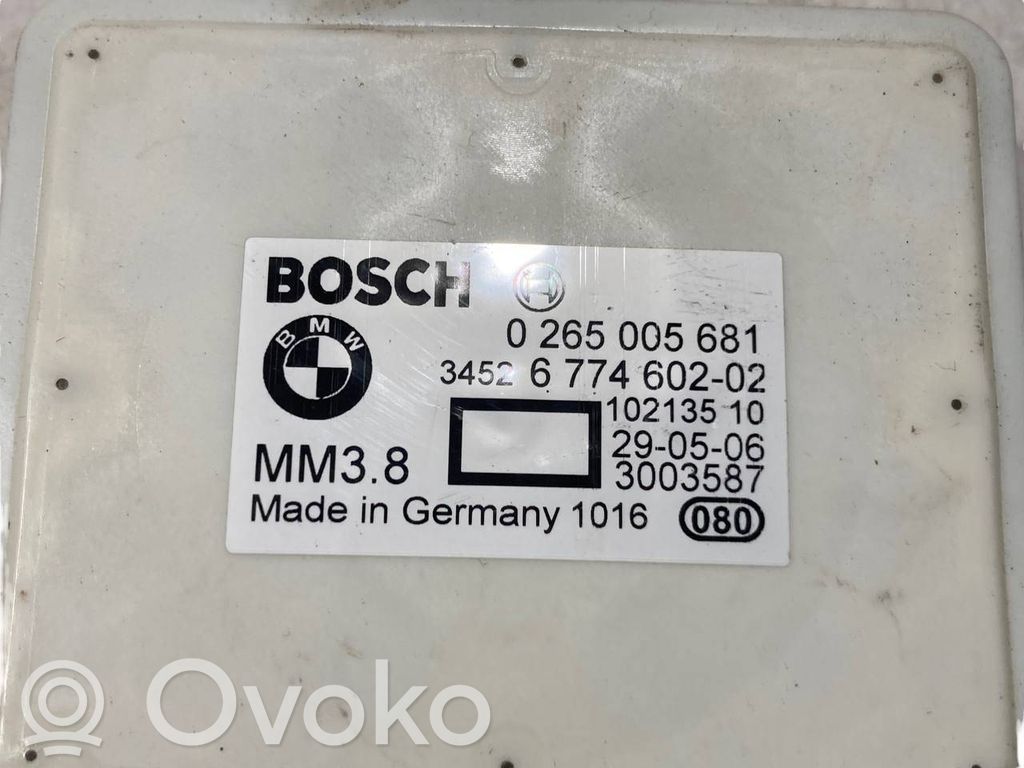 BOSCH
BMW
0 265 005 681
3452 6 774 602-02
102135 10
29-05-06
3003587
MM3.8
Made in Germany 1016
080
Ovoko